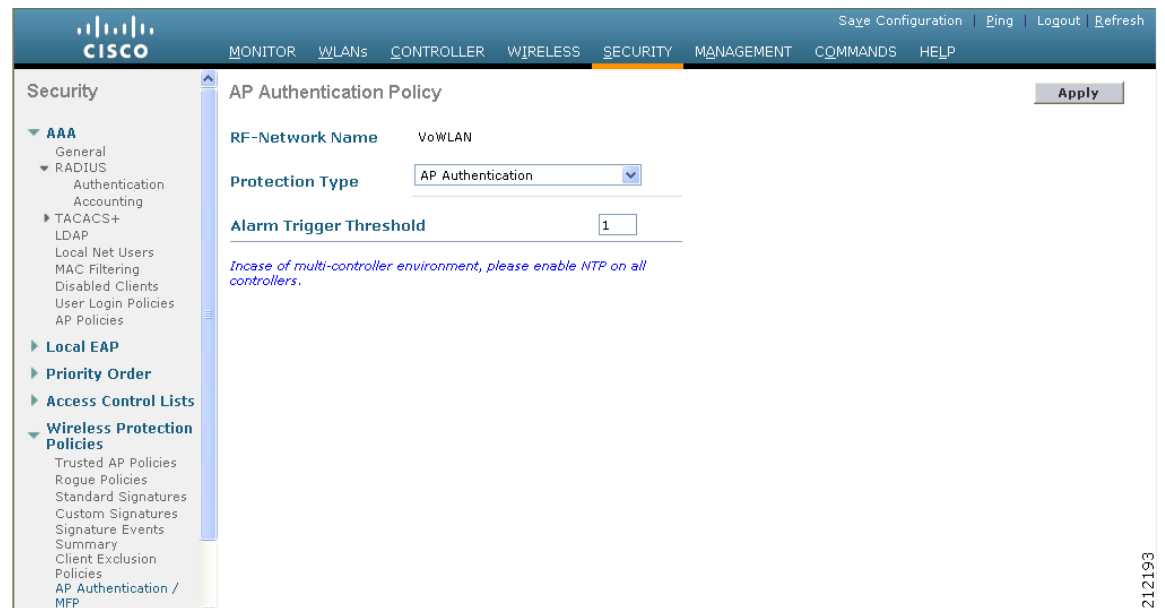 Save Configuration | Ping | Logout | Refresh
CISCO
MONITOR WLANs CONTROLLER WIRELESS SECURITY MANAGEMENT COMMANDS HELP
Security
AAA
General
RADIUS
Authentication
Accounting
TACACS+
LDAP
Local Net Users
MAC Filtering
Disabled Clients
User Login Policies
AP Policies
Local EAP
Priority Order
Access Control Lists
Wireless Protection
Policies
Trusted AP Policies
Rogue Policies
Standard Signatures
Custom Signatures
Signature Events
Summary
Client Exclusion
Policies
AP Authentication /
MFP
AP Authentication Policy
Apply
RF-Network Name VoWLAN
Protection Type AP Authentication
Alarm Trigger Threshold 1
Incase of multi-controller environment, please enable NTP on all
controllers.
212193